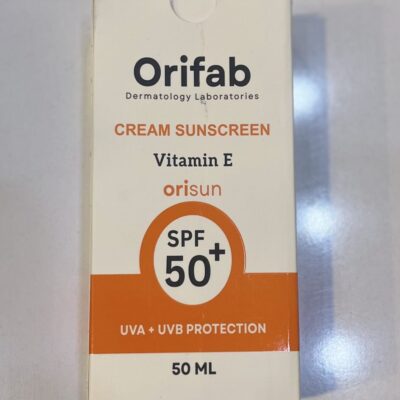 Orifab
Dermatology Laboratories
CREAM SUNSCREEN
Vitamin E
orisun
SPF
50+
UVA + UVB PROTECTION
50 ML